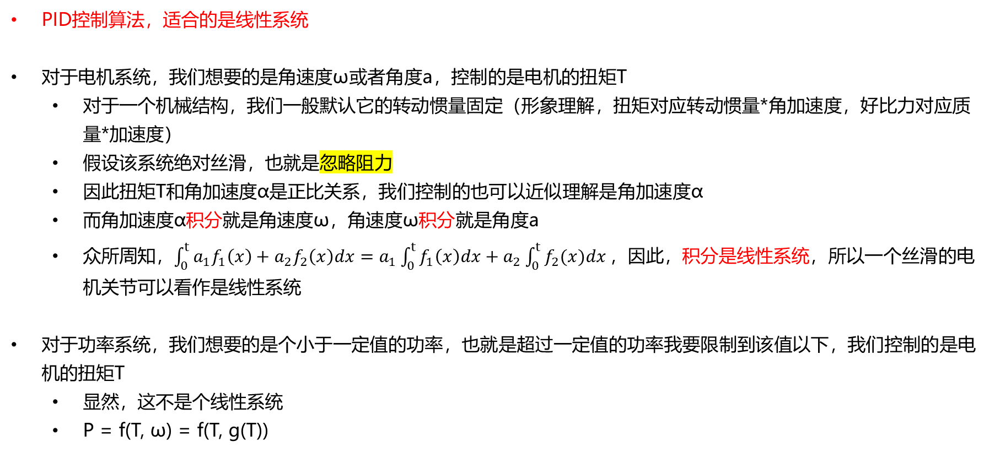 • PID控制算法，适合的是线性系统
• 对于电机系统，我们想要的是角速度ω或者角度a，控制的是电机的扭矩T
• 对于一个机械结构，我们一般默认它的转动惯量固定（形象理解，扭矩对应转动惯量*角加速度，好比力对应质
量*加速度）
• 假设该系统绝对丝滑，也就是忽略阻力
• 因此扭矩T和角加速度α是正比关系，我们控制的也可以近似理解是角加速度α
• 而角加速度α积分就是角速度ω，角速度ω积分就是角度a
• 众所周知，∫₀ᵗ a₁f₁(x) + a₂f₂(x)dx = a₁ ∫₀ᵗ f₁(x)dx + a₂ ∫₀ᵗ f₂(x)dx ，因此，积分是线性系统，所以一个丝滑的电
机关节可以看作是线性系统
• 对于功率系统，我们想要的是个小于一定值的功率，也就是超过一定值的功率我要限制到该值以下，我们控制的是电
机的扭矩T
• 显然，这不是个线性系统
• P = f(T, ω) = f(T, g(T))